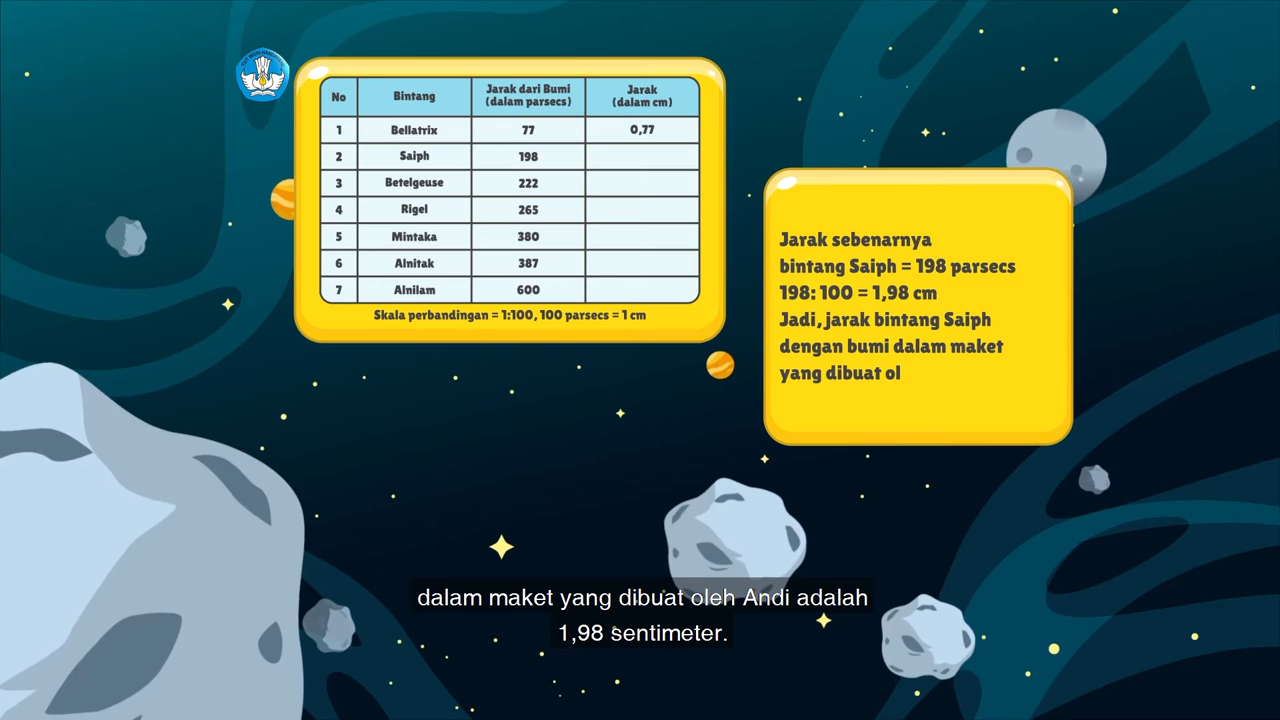 No Bintang Jarak dari Bumi (dalam parsecs) Jarak (dalam cm)
1 Bellatrix 77 0,77
2 Saiph 198
3 Betelgeuse 222
4 Rigel 265
5 Mintaka 380
6 Alnitak 387
7 Alnilam 600
Skala perbandingan = 1:100, 100 parsecs = 1 cm
Jarak sebenarnya
bintang Saiph = 198 parsecs
198: 100 = 1,98 cm
Jadi, jarak bintang Saiph
dengan bumi dalam maket
yang dibuat ol
dalam maket yang dibuat oleh Andi adalah
1,98 sentimeter.